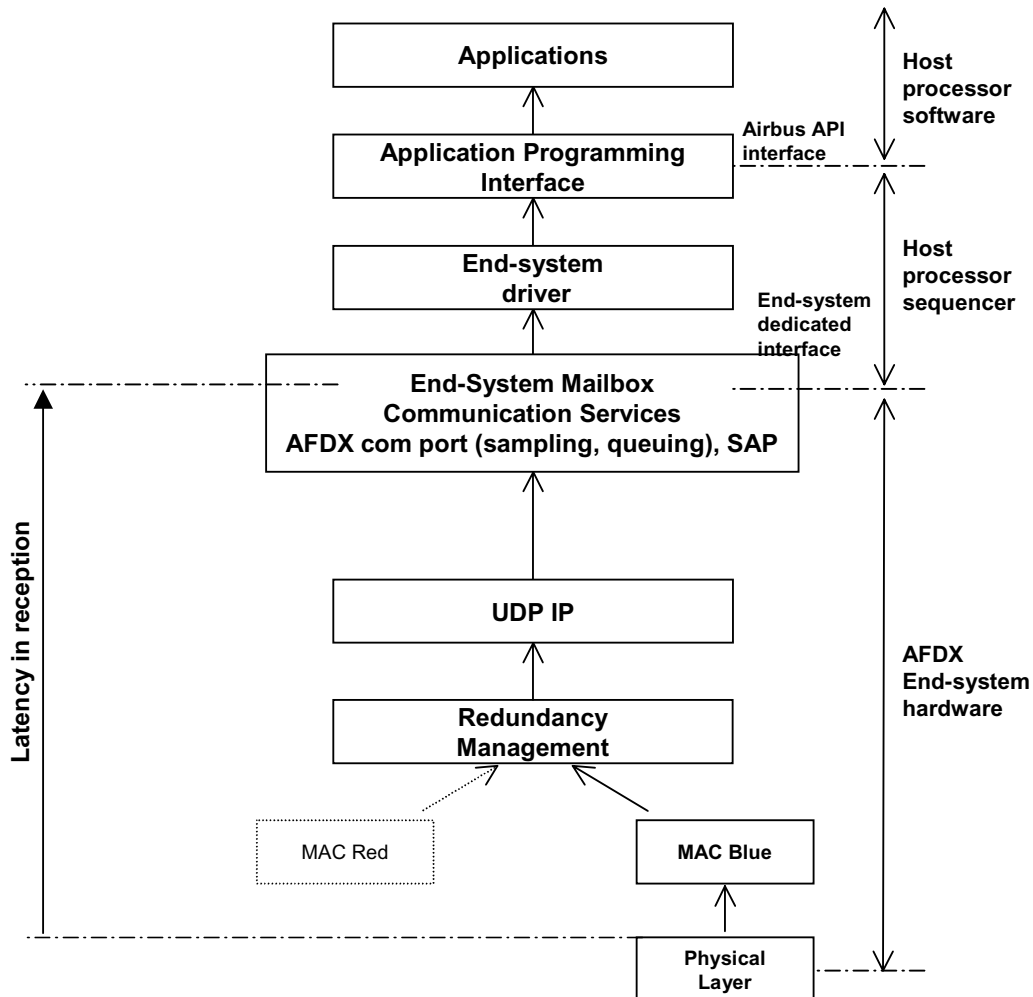 Applications
Host
processor
software
Airbus API
interface
Application Programming
Interface
End-system
driver
Host
processor
sequencer
End-system
dedicated
interface
End-System Mailbox
Communication Services
AFDX com port (sampling, queuing), SAP
Latency in reception
UDP IP
AFDX
End-system
hardware
Redundancy
Management
MAC Red
MAC Blue
Physical
Layer